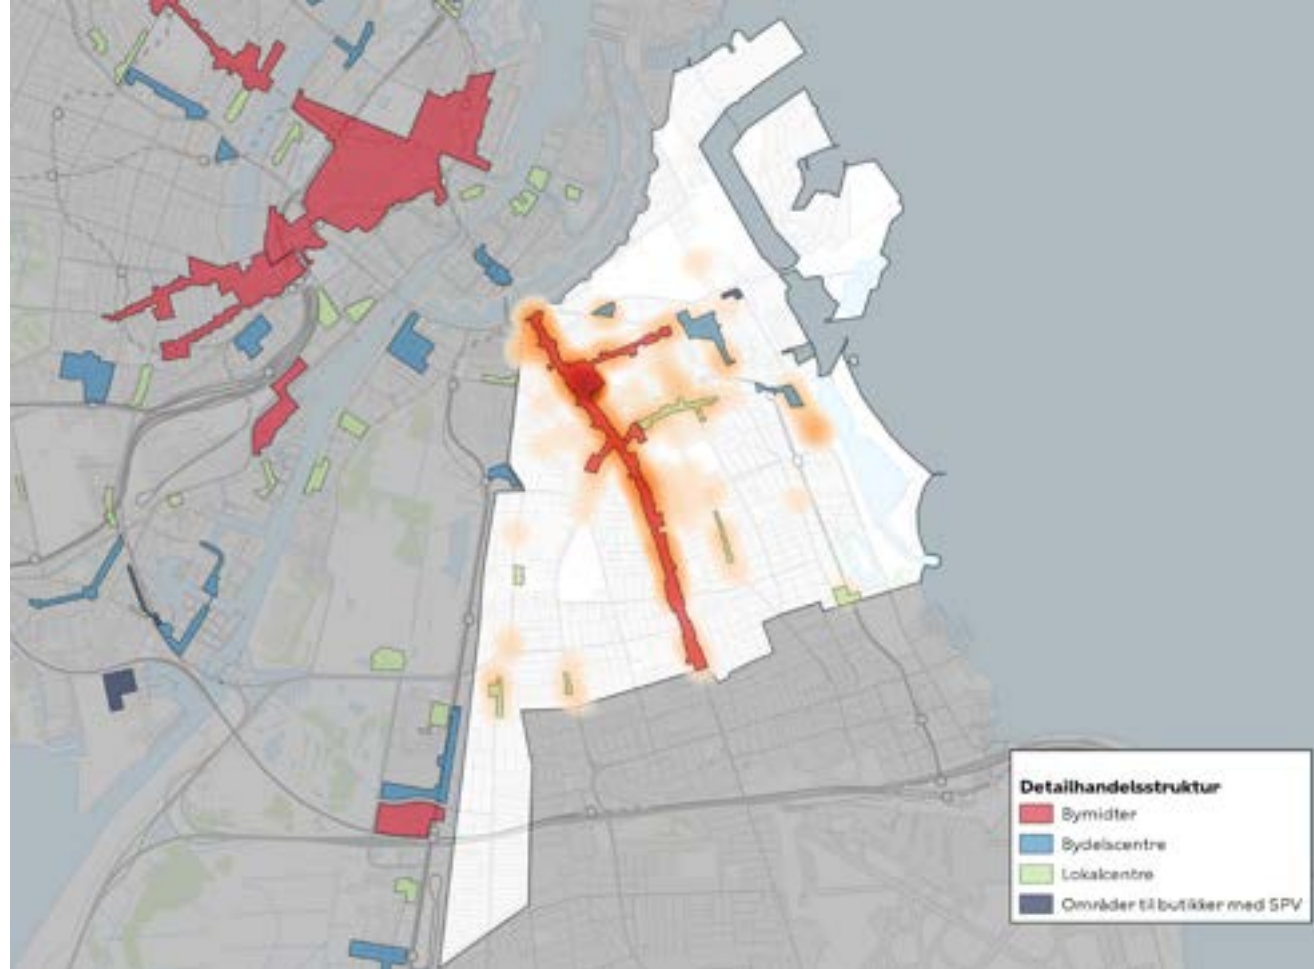 Detailhandelsstruktur
Bymidter
Bydelscentre
Lokalcentre
Områder til butikker med SPV